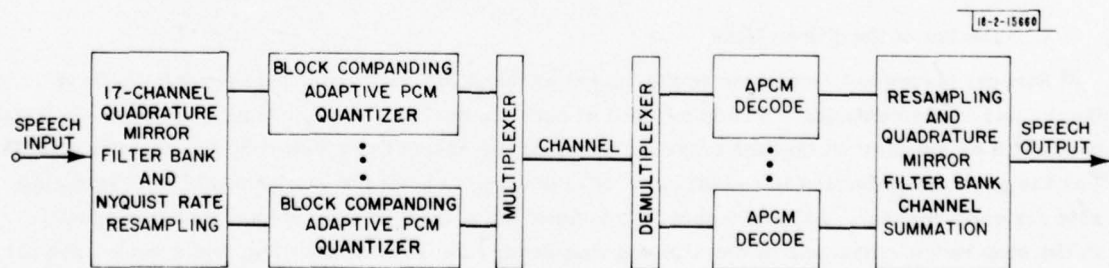 18-2-15660
SPEECH
INPUT
17-CHANNEL
QUADRATURE
MIRROR
FILTER BANK
AND
NYQUIST RATE
RESAMPLING
BLOCK COMPANDING
ADAPTIVE PCM
QUANTIZER
BLOCK COMPANDING
ADAPTIVE PCM
QUANTIZER
MULTIPLEXER
CHANNEL
DEMULTIPLEXER
APCM
DECODE
APCM
DECODE
RESAMPLING
AND
QUADRATURE
MIRROR
FILTER BANK
CHANNEL
SUMMATION
SPEECH
OUTPUT